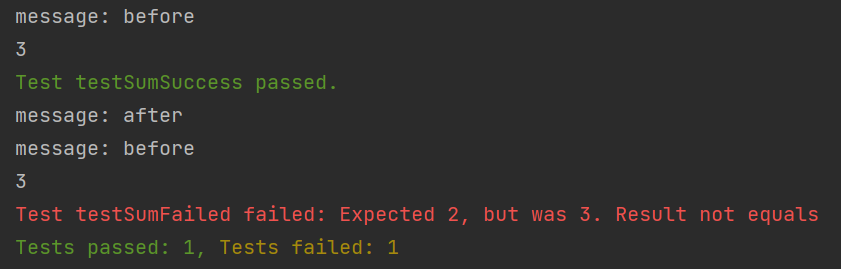 message: before
3
Test testSumSuccess passed.
message: after
message: before
3
Test testSumFailed failed: Expected 2, but was 3. Result not equals
Tests passed: 1, Tests failed: 1